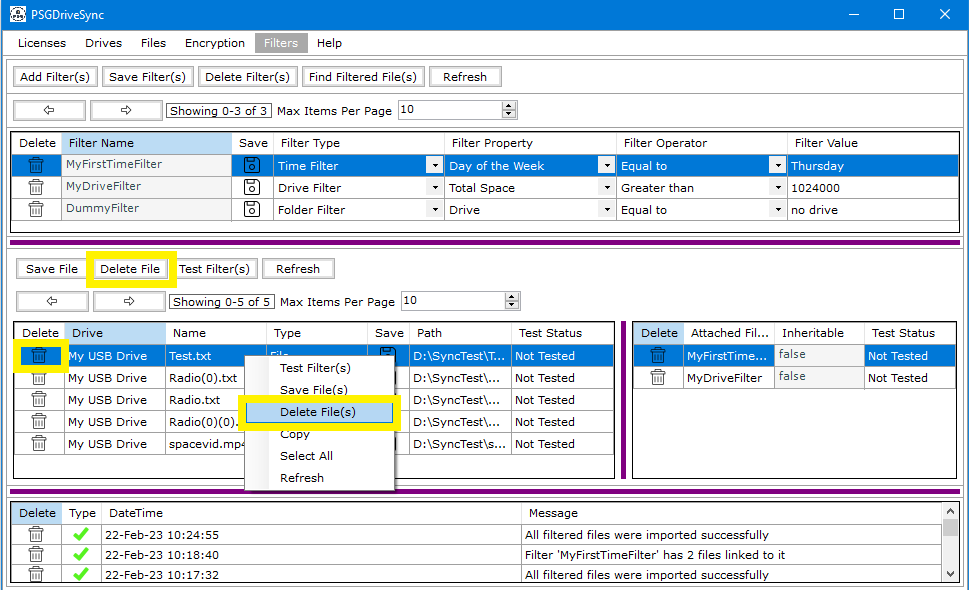 PSGDriveSync
Licenses Drives Files Encryption Filters Help
Add Filter(s) Save Filter(s) Delete Filter(s) Find Filtered File(s) Refresh
Showing 0-3 of 3 Max Items Per Page 10
Delete Filter Name Save Filter Type Filter Property Filter Operator Filter Value
MyFirstTimeFilter Time Filter Day of the Week Equal to Thursday
MyDriveFilter Drive Filter Total Space Greater than 1024000
DummyFilter Folder Filter Drive Equal to no drive
Save File Delete File Test Filter(s) Refresh
Showing 0-5 of 5 Max Items Per Page 10
Delete Drive Name Type Save Path Test Status
My USB Drive Test.txt File D:\SyncTest\T... Not Tested
My USB Drive Radio(0).txt D:\SyncTest\... Not Tested
My USB Drive Radio.txt D:\SyncTest\... Not Tested
My USB Drive Radio(0)(0). D:\SyncTest\... Not Tested
My USB Drive spacevid.mp4 D:\SyncTest\s... Not Tested
Test Filter(s)
Save File(s)
Delete File(s)
Copy
Select All
Refresh
Delete Attached Fil... Inheritable Test Status
MyFirstTime... false Not Tested
MyDriveFilter false Not Tested
Delete Type DateTime Message
22-Feb-23 10:24:55 All filtered files were imported successfully
22-Feb-23 10:18:40 Filter 'MyFirstTimeFilter' has 2 files linked to it
22-Feb-23 10:17:32 All filtered files were imported successfully